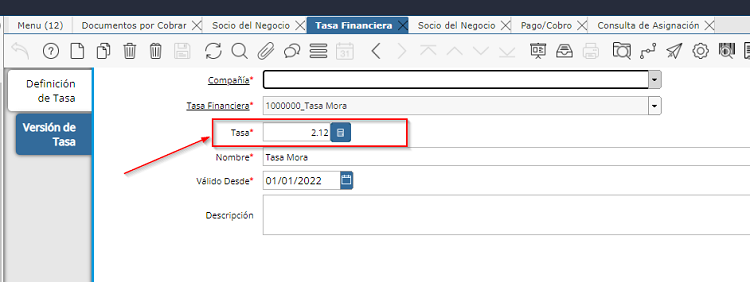 Menu (12) Documentos por Cobrar Socio del Negocio Tasa Financiera Socio del Negocio Pago/Cobro Consulta de Asignación
31
Definición de Tasa
Versión de Tasa
Compañía*
Tasa Financiera* 1000000_Tasa Mora
Tasa* 2.12
Nombre* Tasa Mora
Válido Desde* 01/01/2022
Descripción